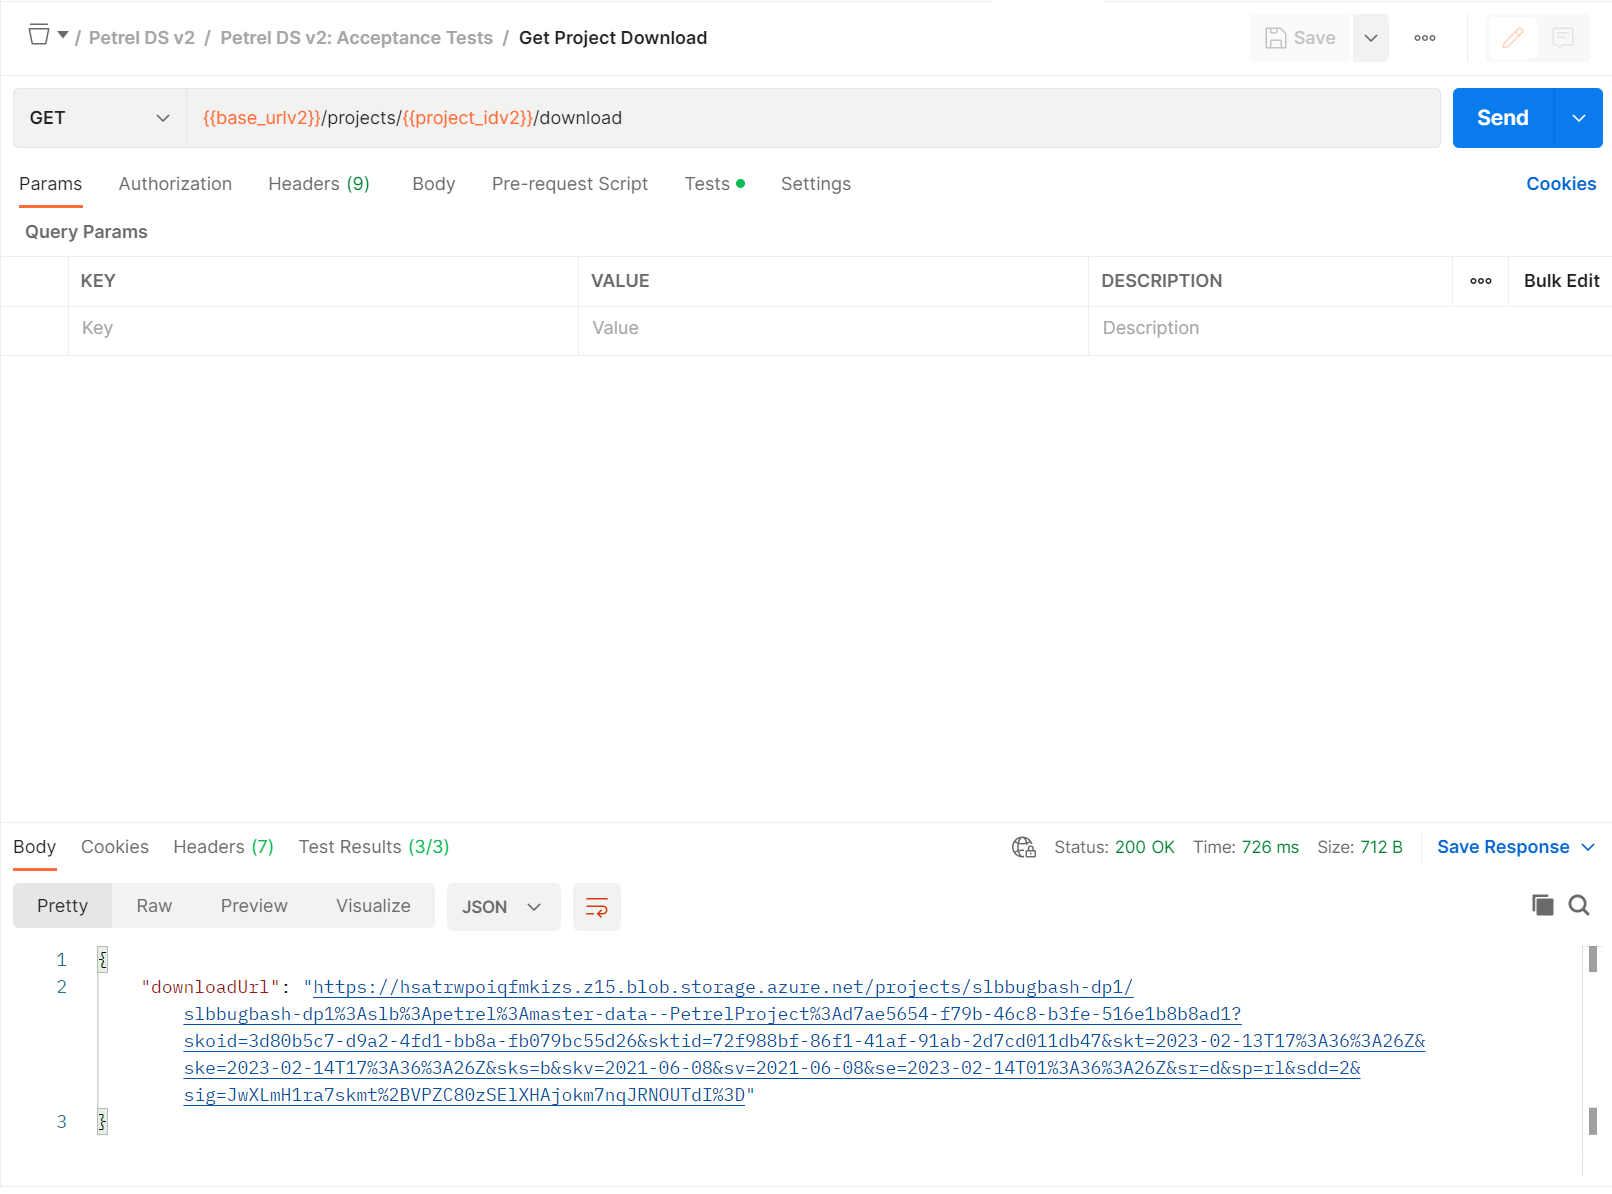 / Petrel DS v2 / Petrel DS v2: Acceptance Tests / Get Project Download
Save
GET
{{base_urlv2}}/projects/{{project_idv2}}/download
Send
Params Authorization Headers (9) Body Pre-request Script Tests Settings Cookies
Query Params
KEY VALUE DESCRIPTION Bulk Edit
Key Value Description
Body Cookies Headers (7) Test Results (3/3) Status: 200 OK Time: 726 ms Size: 712 B Save Response
Pretty Raw Preview Visualize JSON
1 {
2 "downloadUrl": "https://hsatrwpoiqfmkizs.z15.blob.storage.azure.net/projects/slbbugbash-dp1/
slbbugbash-dp1%3Aslb%3Apetrel%3Amaster-data--PetrelProject%3Ad7ae5654-f79b-46c8-b3fe-516e1b8b8ad1?
skoid=3d80b5c7-d9a2-4fd1-bb8a-fb079bc55d26&sktid=72f988bf-86f1-41af-91ab-2d7cd011db47&skt=2023-02-13T17%3A36%3A26Z&
ske=2023-02-14T17%3A36%3A26Z&sks=b&skv=2021-06-08&sv=2021-06-08&se=2023-02-14T01%3A36%3A26Z&sr=d&sp=rl&sdd=2&
sig=JwXLmH1ra7skmt%2BVPZC80zSElXHAjokm7nqJRNOUTdI%3D"
3 }